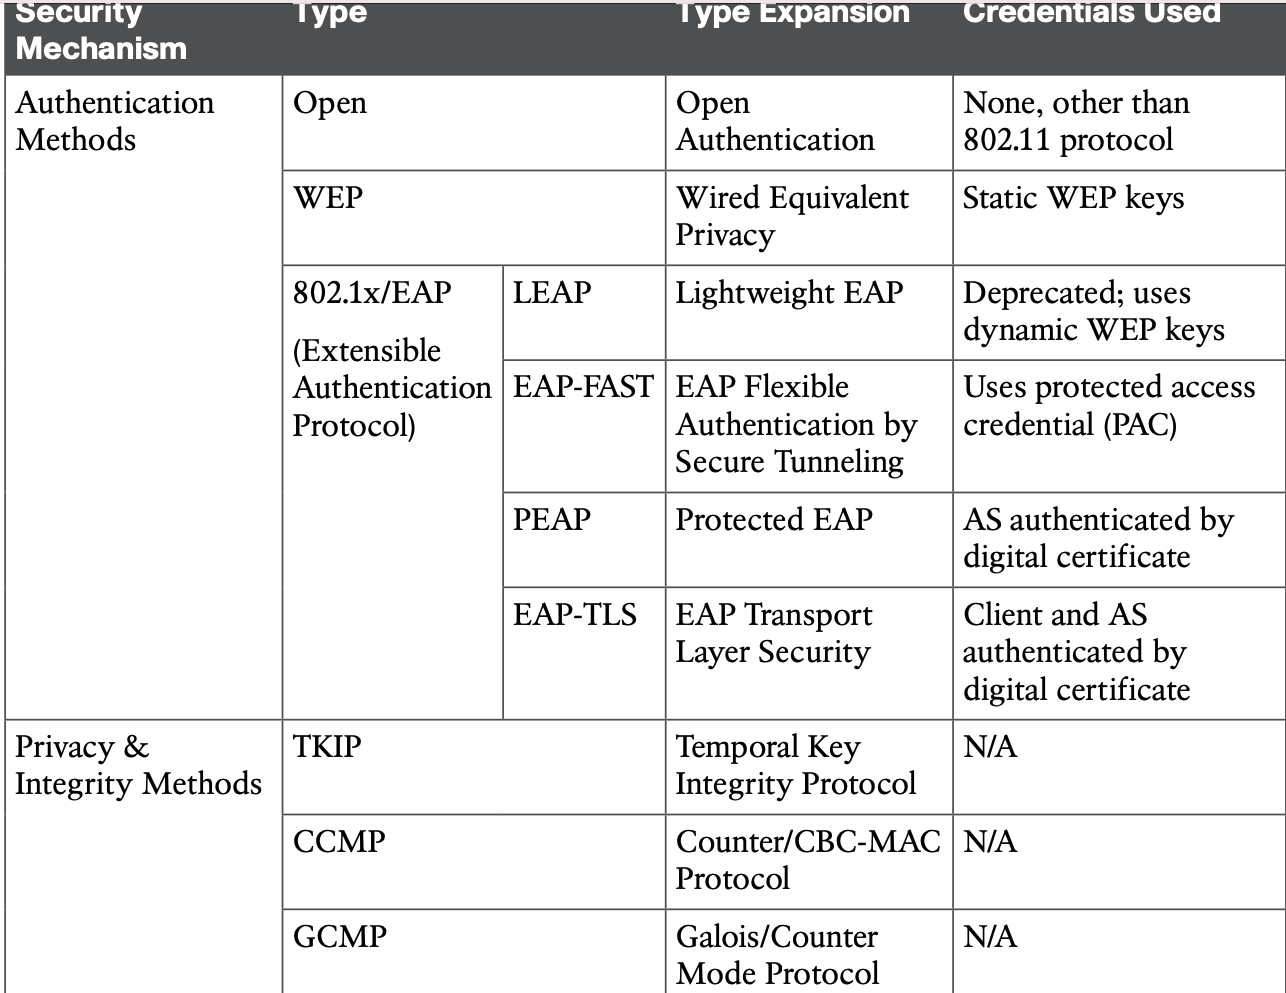 Security Mechanism
Type
Type Expansion
Credentials Used
Authentication
Methods
Open
Open
Authentication
None, other than
802.11 protocol
WEP
Wired Equivalent
Privacy
Static WEP keys
802.1x/EAP
(Extensible
Authentication
Protocol)
LEAP
Lightweight EAP
Deprecated; uses
dynamic WEP keys
EAP-FAST
EAP Flexible
Authentication by
Secure Tunneling
Uses protected access
credential (PAC)
PEAP
Protected EAP
AS authenticated by
digital certificate
EAP-TLS
EAP Transport
Layer Security
Client and AS
authenticated by
digital certificate
Privacy &
Integrity Methods
TKIP
Temporal Key
Integrity Protocol
N/A
CCMP
Counter/CBC-MAC
Protocol
N/A
GCMP
Galois/Counter
Mode Protocol
N/A